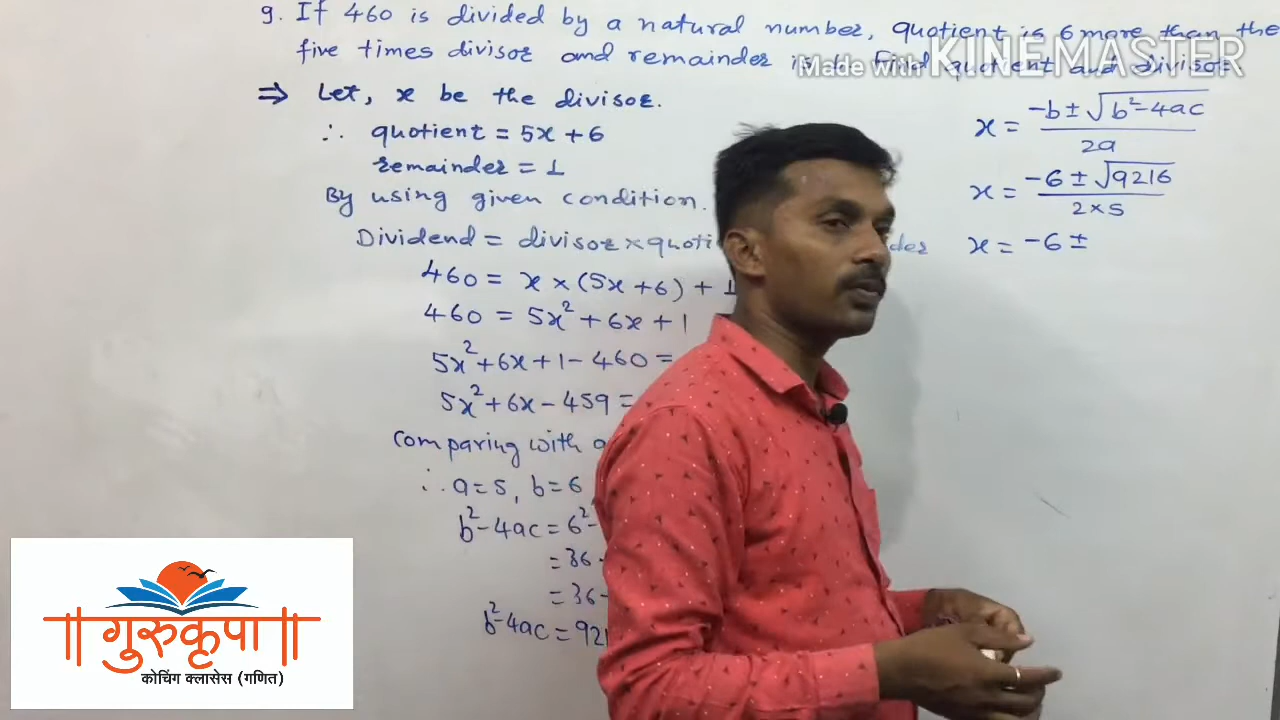 9. If 460 is divided by a natural number, quotient is 6 more than the
five times divisor and remainder is 1. Find quotient and divisor
Made with KINEMASTER
⇒ Let, x be the divisor.
∴ quotient = 5x + 6
remainder = 1
By using given condition.
Dividend = divisor × quoti der
460 = x × (5x + 6) + 1
460 = 5x² + 6x + 1
5x² + 6x + 1 - 460 =
5x² + 6x - 459 =
Comparing with a
∴ a = 5, b = 6
b² - 4ac = 6² -
= 36 -
= 36 -
b² - 4ac = 921
x = (-b ± √(b² - 4ac)) / 2a
x = (-6 ± √9216) / (2 × 5)
x = -6 ±
॥ गुरुकृपा ॥
कोचिंग क्लासेस (गणित)